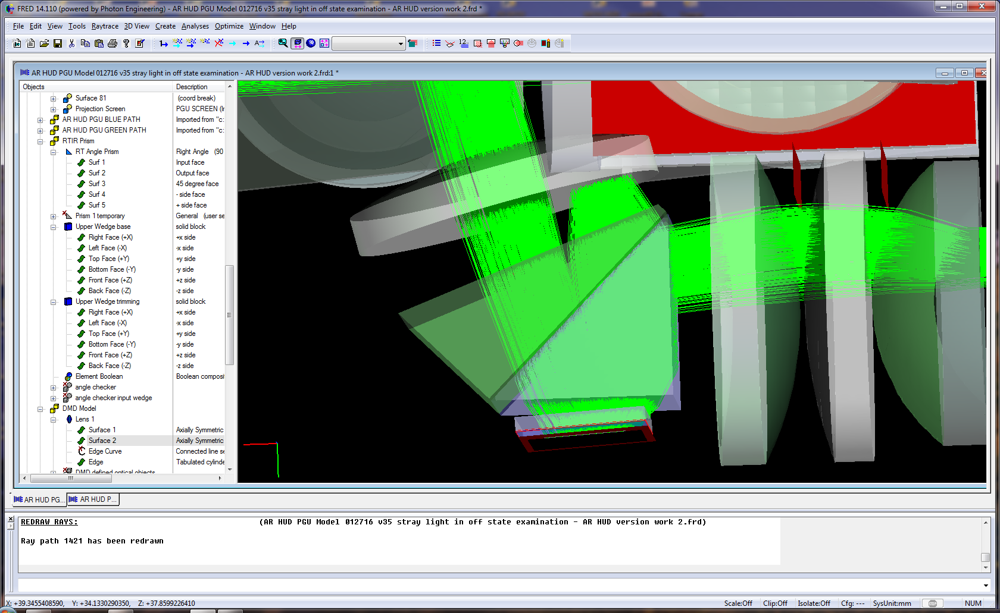 FRED 14.110 (powered by Photon Engineering) - AR HUD PGU Model 012716 v35 stray light in off state examination - AR HUD version work 2.frd *
File Edit View Tools Raytrace 3D View Create Analyses Optimize Window Help
AR HUD PGU Model 012716 v35 stray light in off state examination - AR HUD version work 2.frd:1 *
Objects Description
Surface 81 (coord break)
Projection Screen PGU SCREEN (Ir
AR HUD PGU BLUE PATH Imported from "c:
AR HUD PGU GREEN PATH Imported from "c:
RTIR Prism
RT Angle Prism Right Angle (90
Surf 1 Input face
Surf 2 Output face
Surf 3 45 degree face
Surf 4 - side face
Surf 5 + side face
Prism 1 temporary General (user se
Upper Wedge base solid block
Right Face (+X) +x side
Left Face (-X) -x side
Top Face (+Y) +y side
Bottom Face (-Y) -y side
Front Face (+Z) +z side
Back Face (-Z) -z side
Upper Wedge trimming solid block
Right Face (+X) +x side
Left Face (-X) -x side
Top Face (+Y) +y side
Bottom Face (-Y) -y side
Front Face (+Z) +z side
Back Face (-Z) -z side
Element Boolean Boolean composi
angle checker
angle checker input wedge
DMD Model
Lens 1
Surface 1 Axially Symmetric
Surface 2 Axially Symmetric
Edge Curve Connected line se
Edge Tabulated cylinde
DMD defined optical objects
AR HUD PG... AR HUD P...
REDRAW RAYS: (AR HUD PGU Model 012716 v35 stray light in off state examination - AR HUD version work 2.frd)
Ray path 1421 has been redrawn
X: +39.3455408590, Y: +34.1330290350, Z: +37.8599226410 Scale:Off Clip:Off Isolate:Off Cfg: --- SysUnit:mm STOP NUM